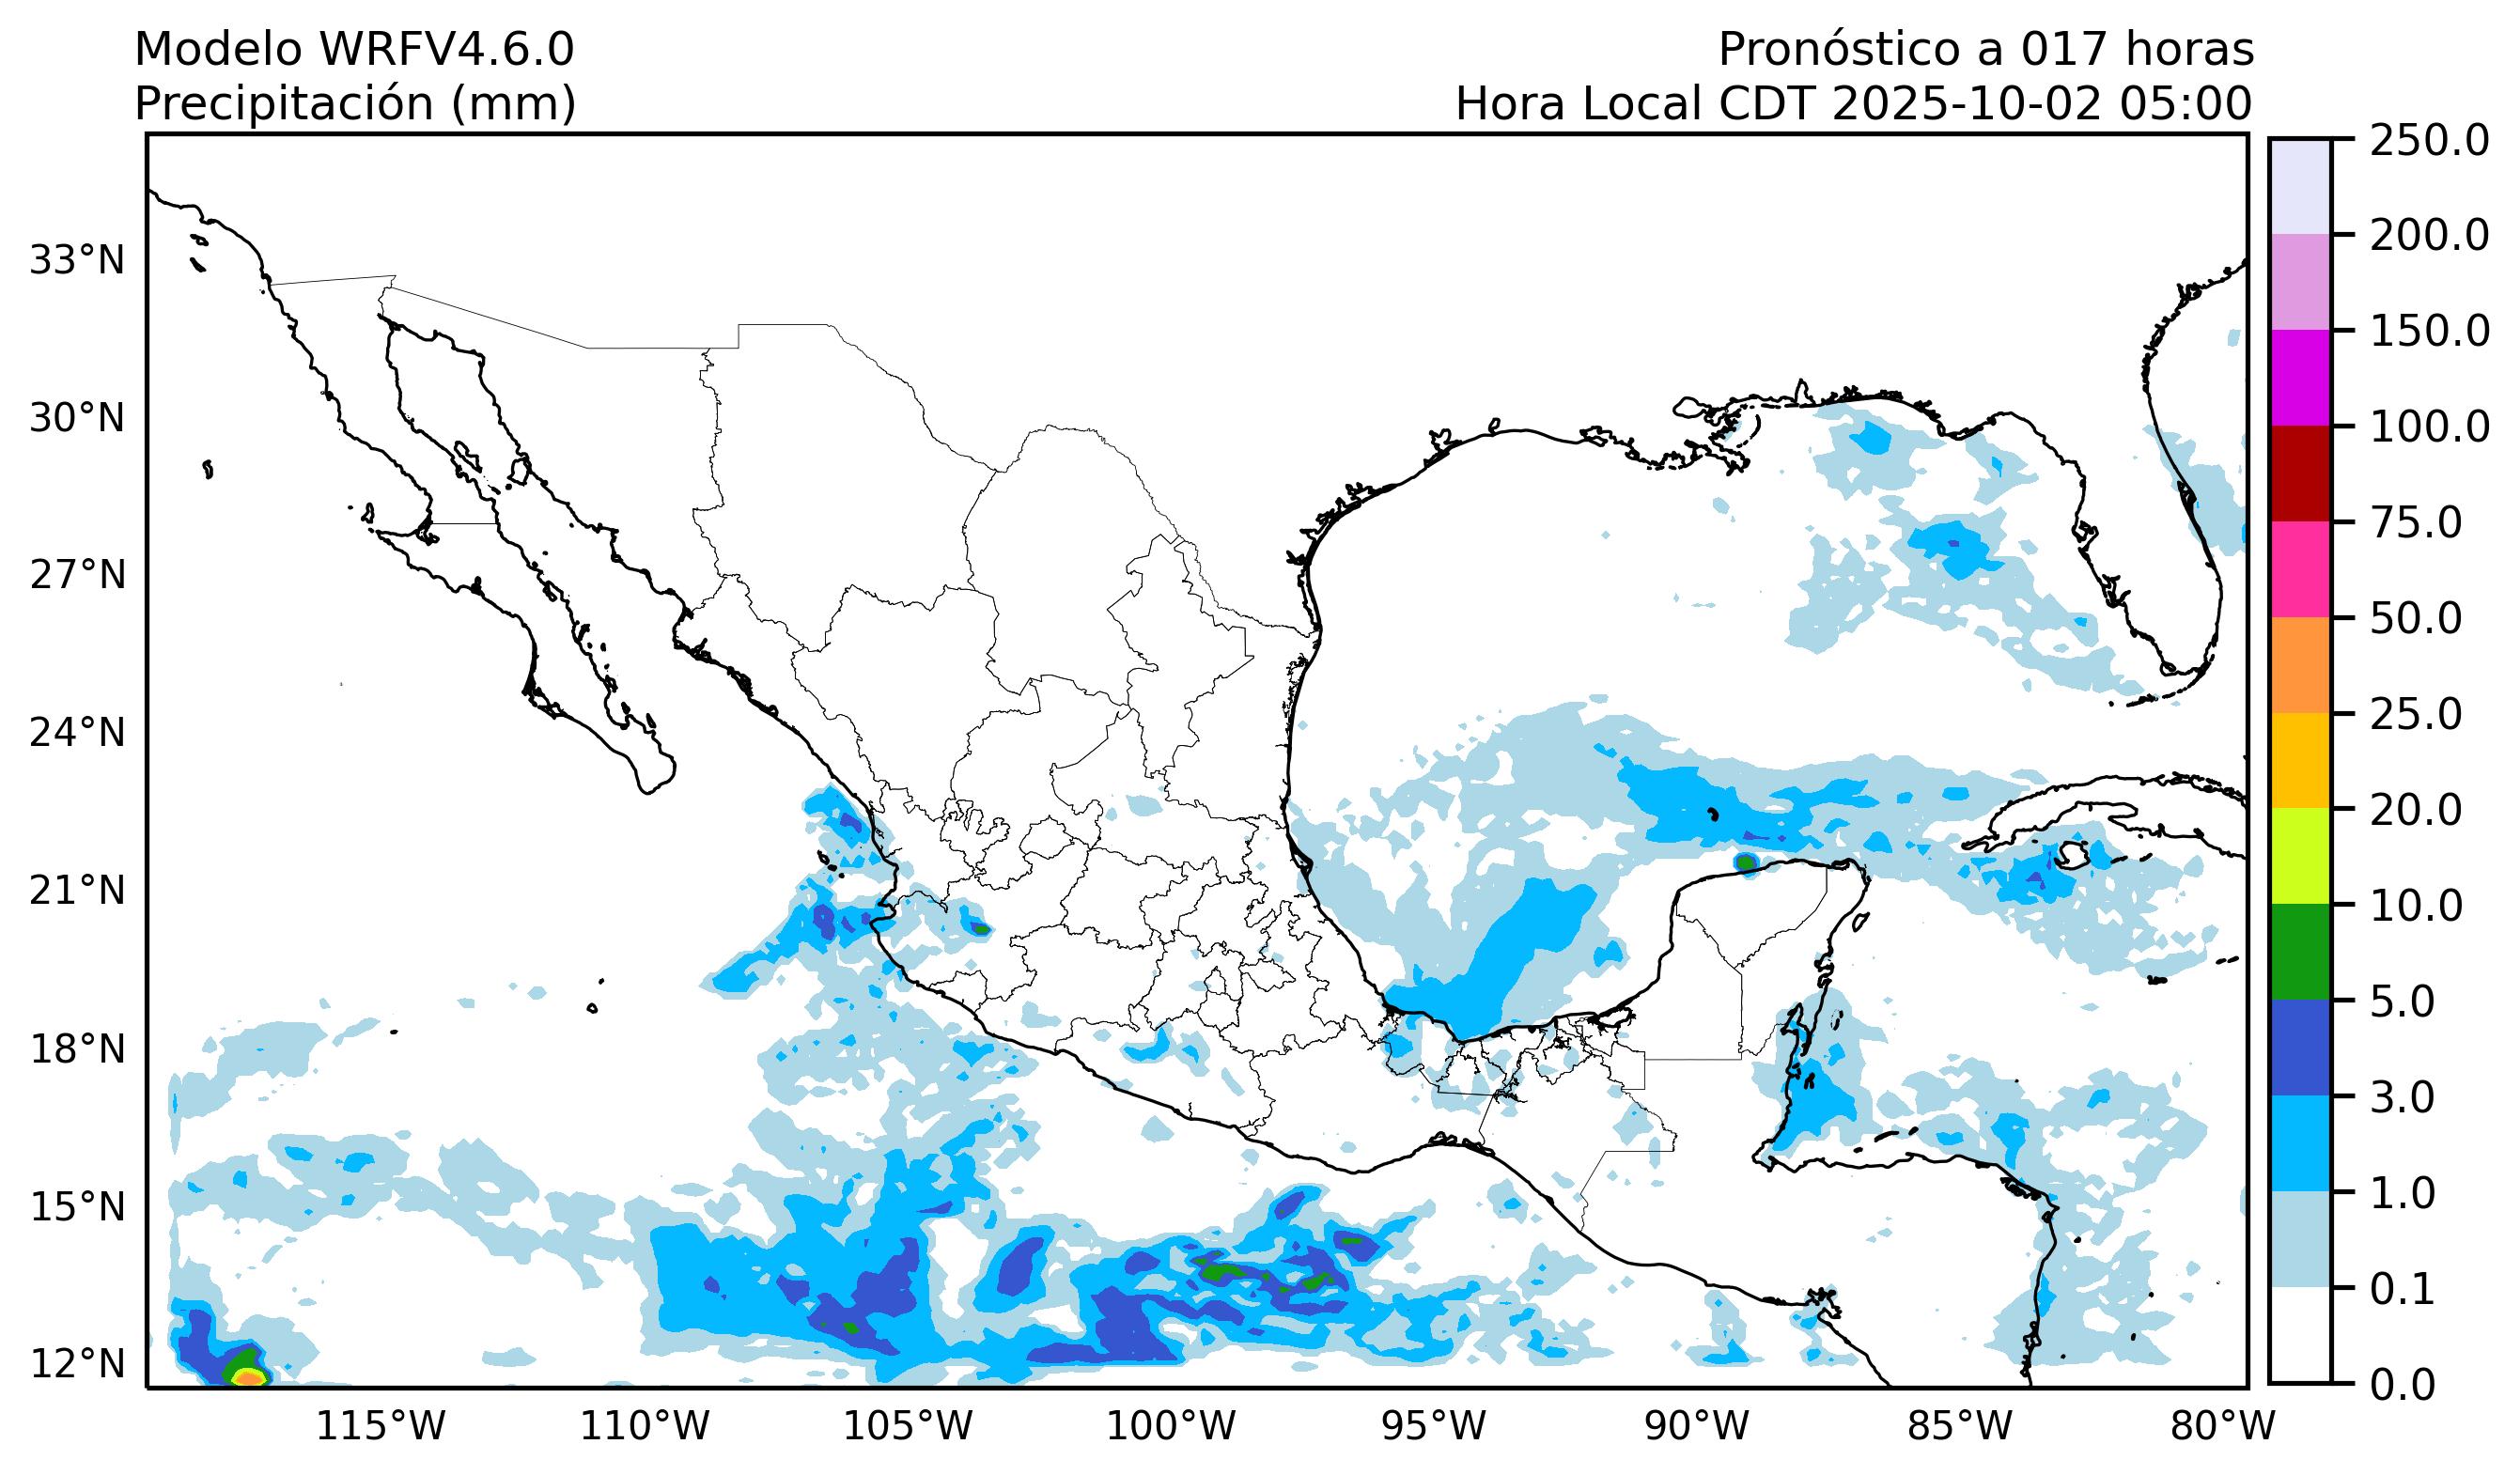 Modelo WRFV4.6.0
Precipitación (mm)
Pronóstico a 017 horas
Hora Local CDT 2025-10-02 05:00
33°N
30°N
27°N
24°N
21°N
18°N
15°N
12°N
115°W
110°W
105°W
100°W
95°W
90°W
85°W
80°W
250.0
200.0
150.0
100.0
75.0
50.0
25.0
20.0
10.0
5.0
3.0
1.0
0.1
0.0